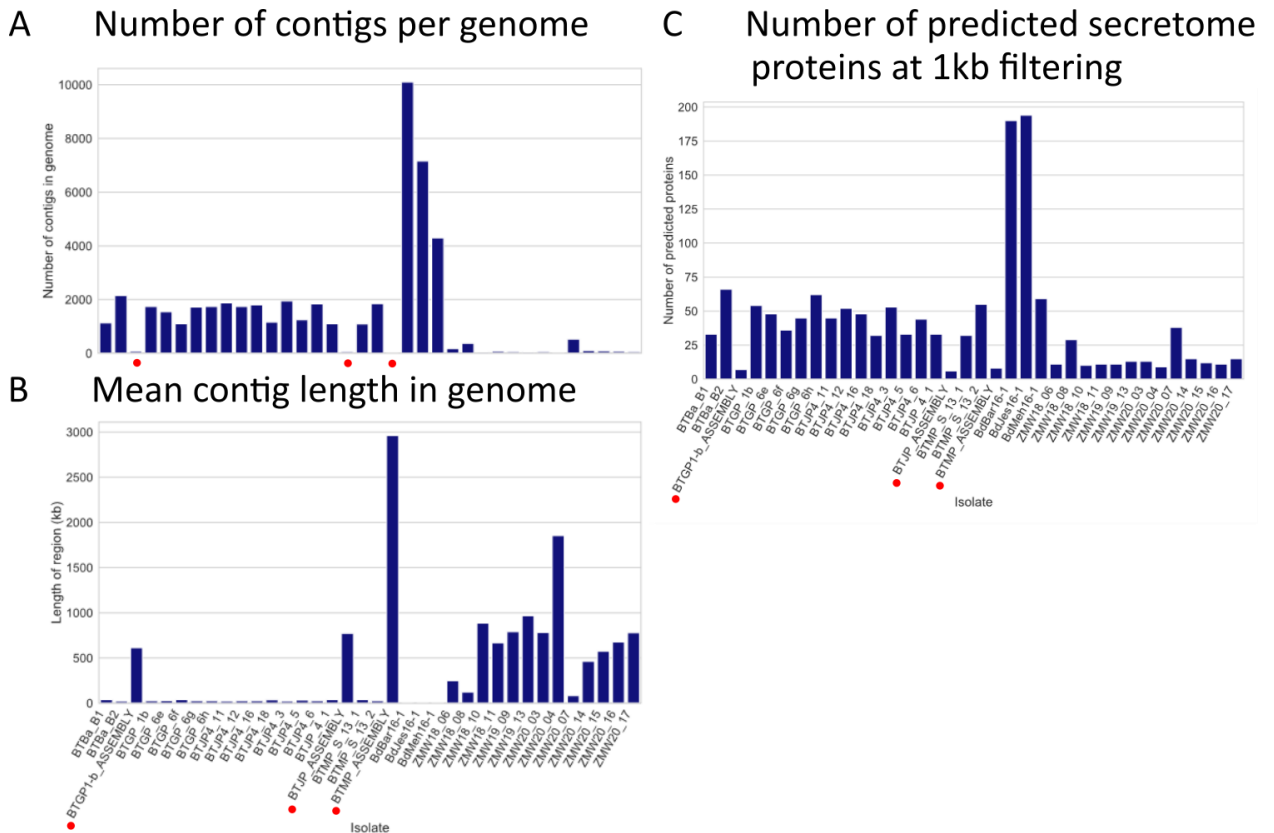 A Number of contigs per genome
Number of contigs in genome
10000
8000
6000
4000
2000
0
B Mean contig length in genome
Length of region (kb)
3000
2500
2000
1500
1000
500
0
BTBa_B1
BTBa_B2
BTGP1-b_ASSEMBLY
BTGP_1b
BTGP_6e
BTGP_6f
BTGP_6g
BTGP_6h
BTJP4_11
BTJP4_12
BTJP4_16
BTJP4_18
BTJP4_3
BTJP4_5
BTJP4_6
BTJP_4_1
BTJP_ASSEMBLY
BTMP_S_13_1
BTMP_S_13_2
BTMP_ASSEMBLY
BdBar16-1
BdJes16-1
BdMeh16-1
ZMW18_06
ZMW18_08
ZMW18_10
ZMW18_11
ZMW19_09
ZMW19_13
ZMW20_03
ZMW20_04
ZMW20_07
ZMW20_14
ZMW20_15
ZMW20_16
ZMW20_17
Isolate
C Number of predicted secretome
proteins at 1kb filtering
Number of predicted proteins
200
175
150
125
100
75
50
25
0
BTBa_B1
BTBa_B2
BTGP1-b_ASSEMBLY
BTGP_1b
BTGP_6e
BTGP_6f
BTGP_6g
BTGP_6h
BTJP4_11
BTJP4_12
BTJP4_16
BTJP4_18
BTJP4_3
BTJP4_5
BTJP4_6
BTJP_4_1
BTJP_ASSEMBLY
BTMP_S_13_1
BTMP_S_13_2
BTMP_ASSEMBLY
BdBar16-1
BdJes16-1
BdMeh16-1
ZMW18_06
ZMW18_08
ZMW18_10
ZMW18_11
ZMW19_09
ZMW19_13
ZMW20_03
ZMW20_04
ZMW20_07
ZMW20_14
ZMW20_15
ZMW20_16
ZMW20_17
Isolate